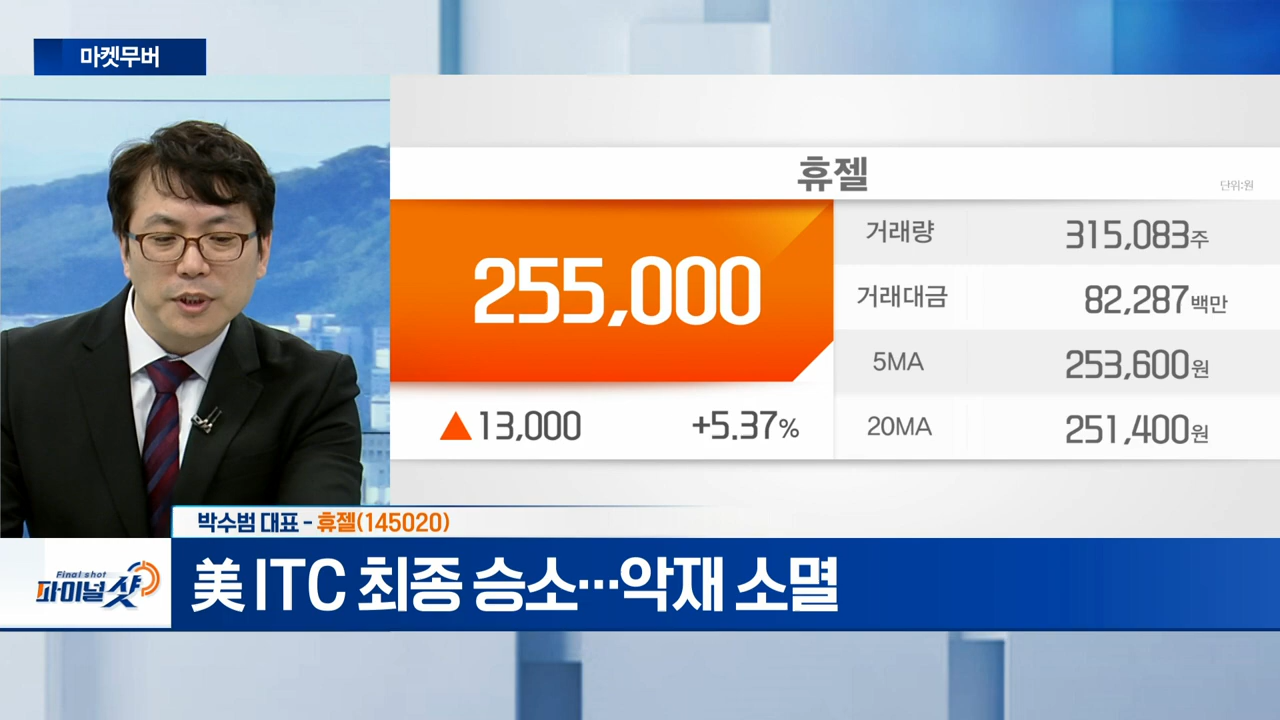 마켓무버
휴젤
단위:원
255,000
▲13,000 +5.37%
거래량 315,083주
거래대금 82,287백만
5MA 253,600원
20MA 251,400원
박수범 대표 - 휴젤(145020)
Final shot
파이널샷
美 ITC 최종 승소…악재 소멸